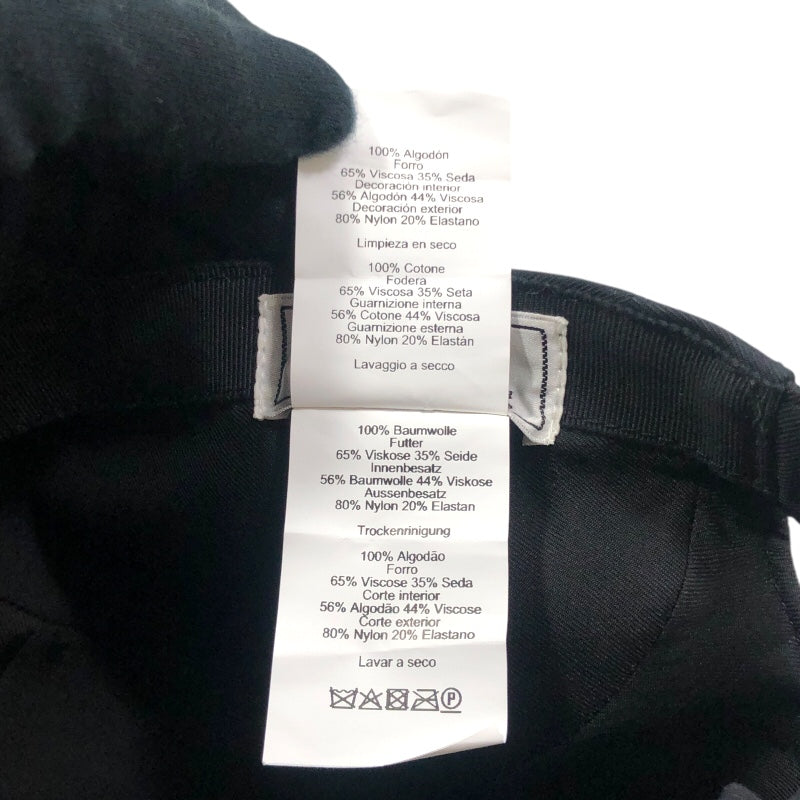 100% Algodón
Forro
65% Viscosa 35% Seda
Decoración interior
56% Algodón 44% Viscosa
Decoración exterior
80% Nylon 20% Elastano
Limpieza en seco
100% Cotone
Fodera
65% Viscosa 35% Seta
Guarnizione interna
56% Cotone 44% Viscosa
Guarnizione esterna
80% Nylon 20% Elastán
Lavaggio a secco
100% Baumwolle
Futter
65% Viskose 35% Seide
Innenbesatz
56% Baumwolle 44% Viskose
Aussenbesatz
80% Nylon 20% Elastan
Trockenrinigung
100% Algodão
Forro
65% Viscose 35% Seda
Corte interior
56% Algodão 44% Viscose
Corte exterior
80% Nylon 20% Elastano
Lavar a seco
P